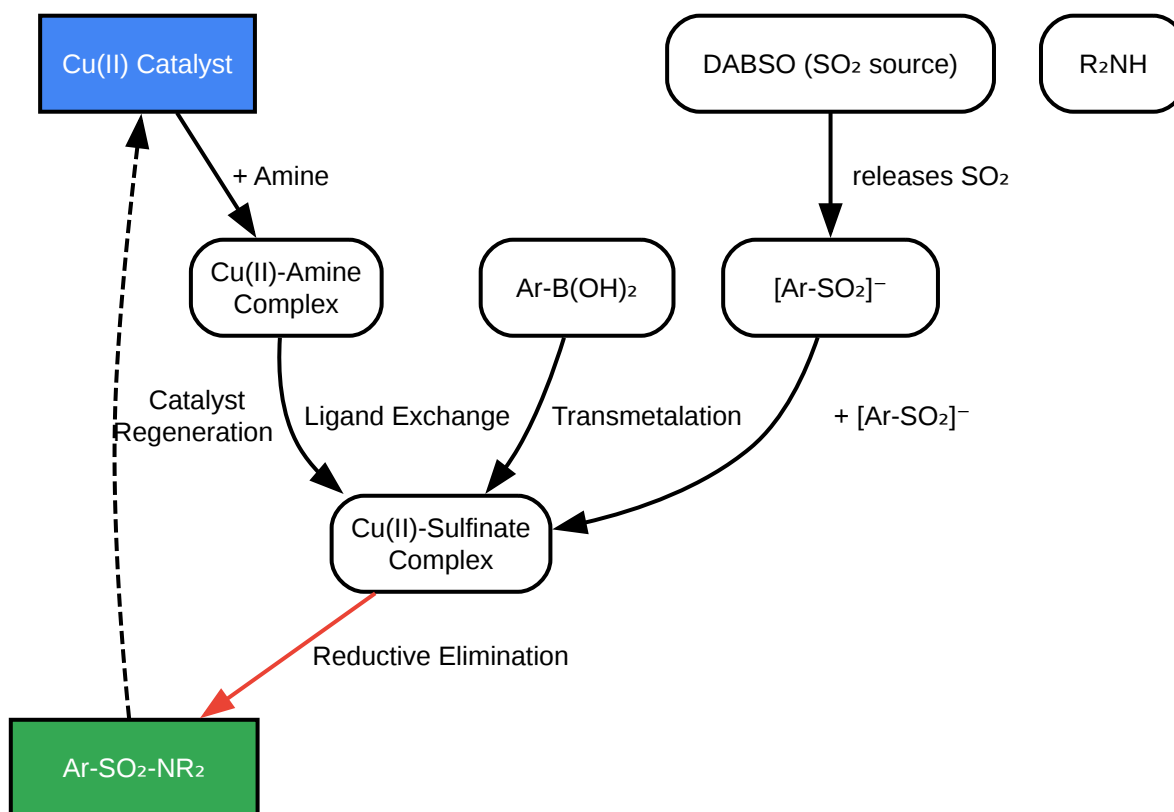 Cu(II) Catalyst
DABSO (SO₂ source)
R₂NH
+ Amine
releases SO₂
Cu(II)-Amine
Complex
Ar-B(OH)₂
[Ar-SO₂]⁻
Catalyst
Regeneration
Ligand Exchange
Transmetalation
+ [Ar-SO₂]⁻
Cu(II)-Sulfinate
Complex
Reductive Elimination
Ar-SO₂-NR₂